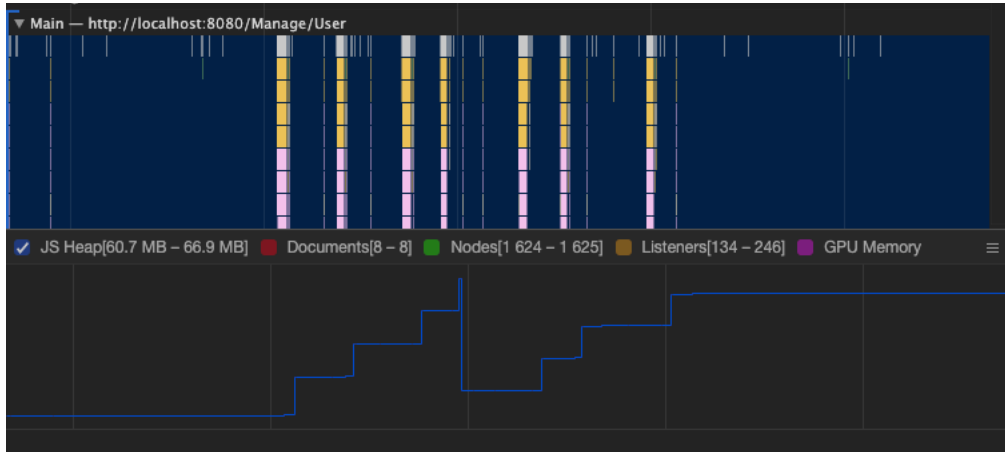 Main — http://localhost:8080/Manage/User
JS Heap[60.7 MB – 66.9 MB] Documents[8 – 8] Nodes[1 624 – 1 625] Listeners[134 – 246] GPU Memory